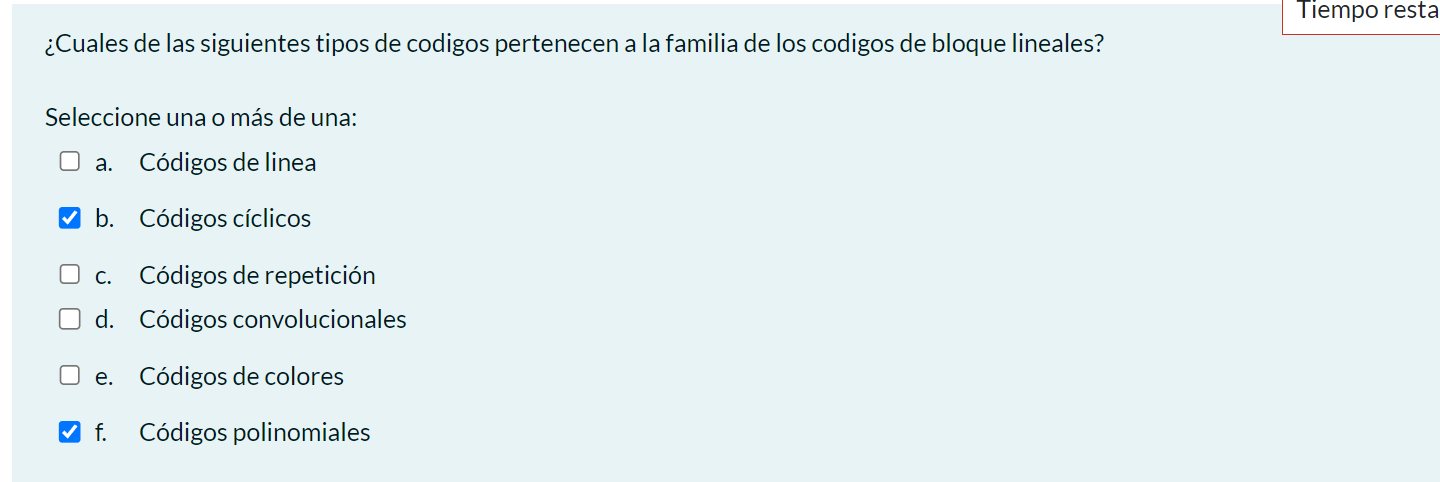 Tiempo resta
¿Cuales de las siguientes tipos de codigos pertenecen a la familia de los codigos de bloque lineales?
Seleccione una o más de una:
a. Códigos de linea
b. Códigos cíclicos
c. Códigos de repetición
d. Códigos convolucionales
e. Códigos de colores
f. Códigos polinomiales